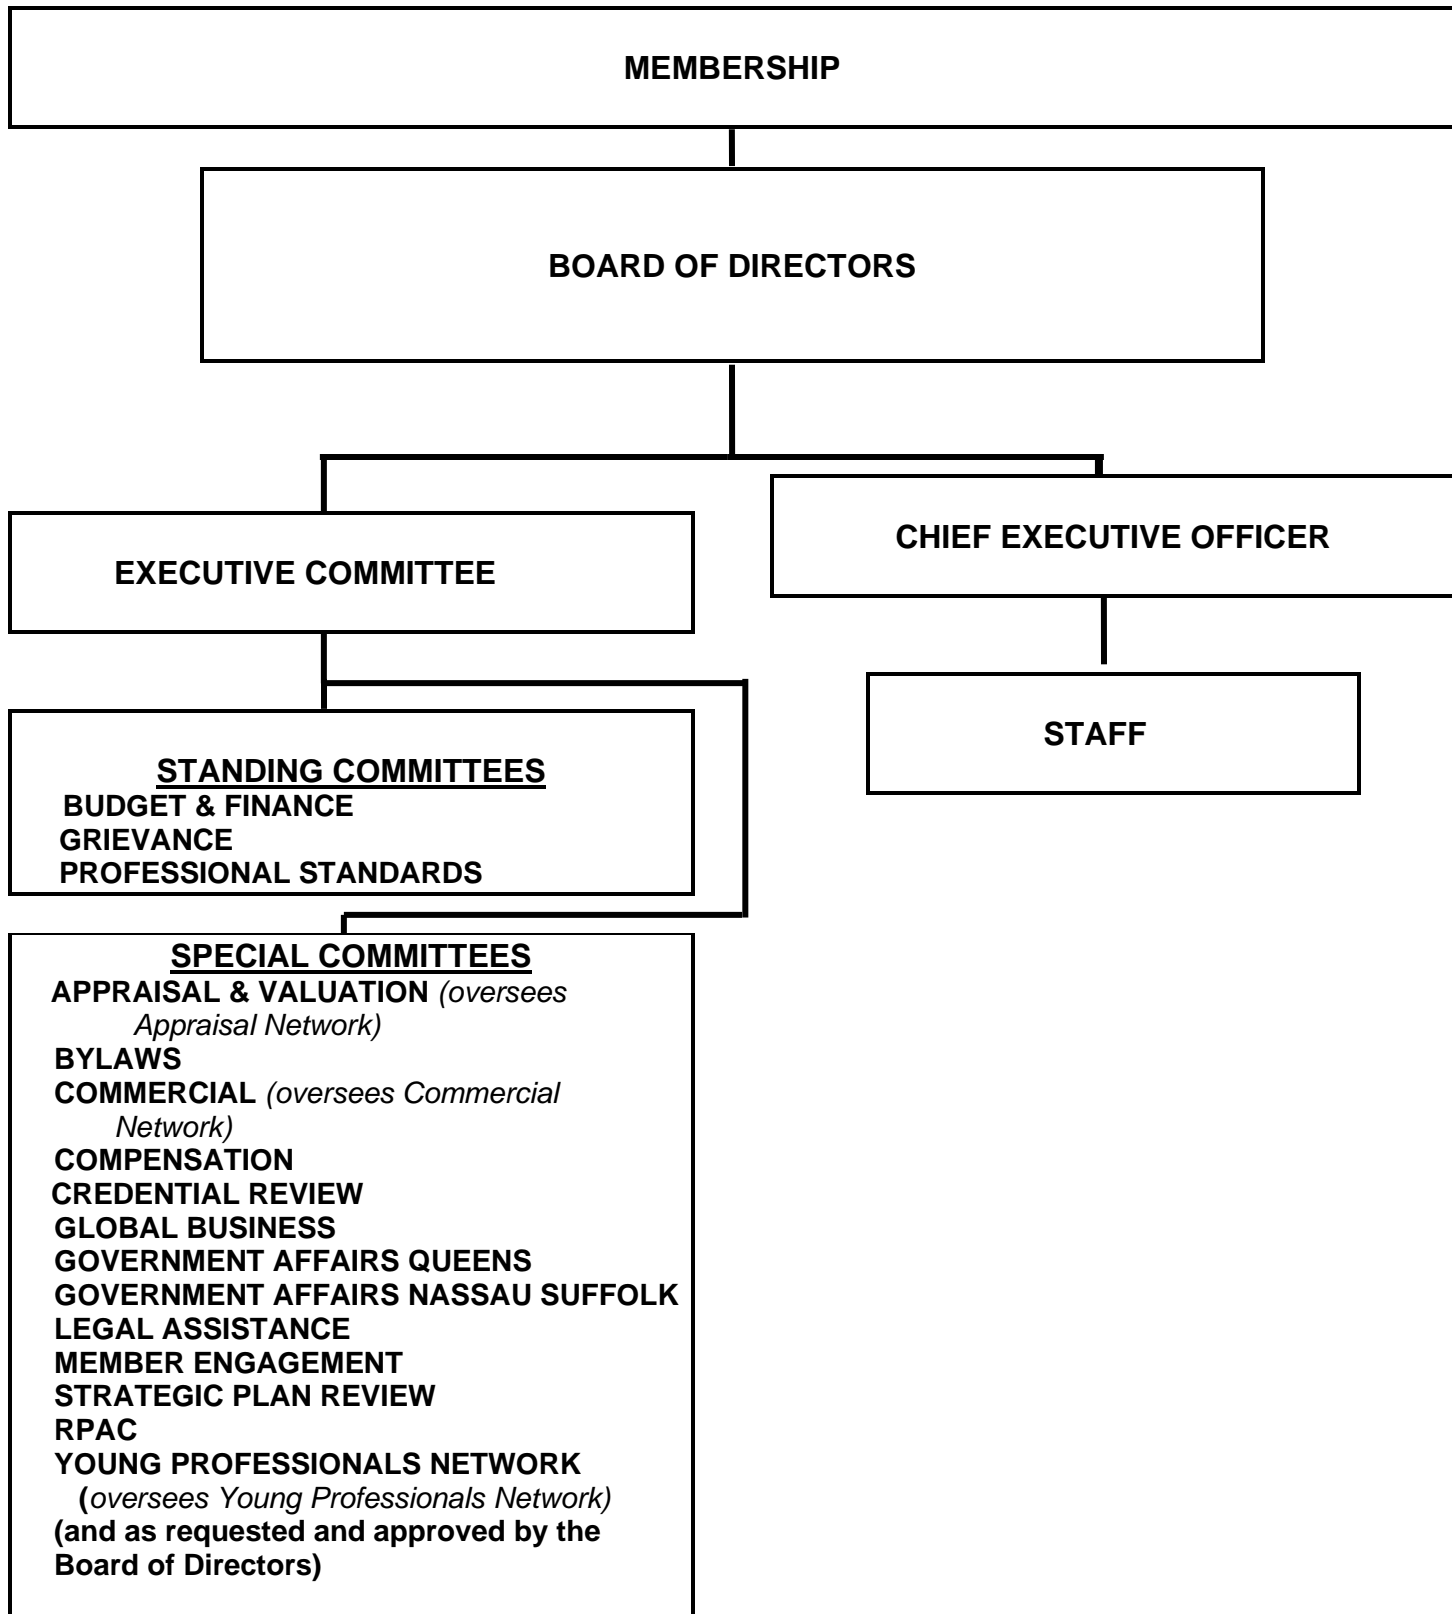 MEMBERSHIP
BOARD OF DIRECTORS
EXECUTIVE COMMITTEE
CHIEF EXECUTIVE OFFICER
STAFF
STANDING COMMITTEES
BUDGET & FINANCE
GRIEVANCE
PROFESSIONAL STANDARDS
SPECIAL COMMITTEES
APPRAISAL & VALUATION (oversees
Appraisal Network)
BYLAWS
COMMERCIAL (oversees Commercial
Network)
COMPENSATION
CREDENTIAL REVIEW
GLOBAL BUSINESS
GOVERNMENT AFFAIRS QUEENS
GOVERNMENT AFFAIRS NASSAU SUFFOLK
LEGAL ASSISTANCE
MEMBER ENGAGEMENT
STRATEGIC PLAN REVIEW
RPAC
YOUNG PROFESSIONALS NETWORK
(oversees Young Professionals Network)
(and as requested and approved by the
Board of Directors)